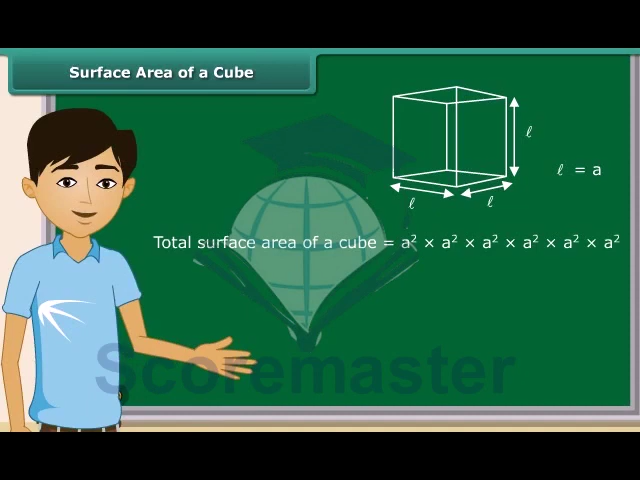 Surface Area of a Cube
ℓ
ℓ = a
ℓ
ℓ
Total surface area of a cube = a² × a² × a² × a² × a² × a²
Scoremaster